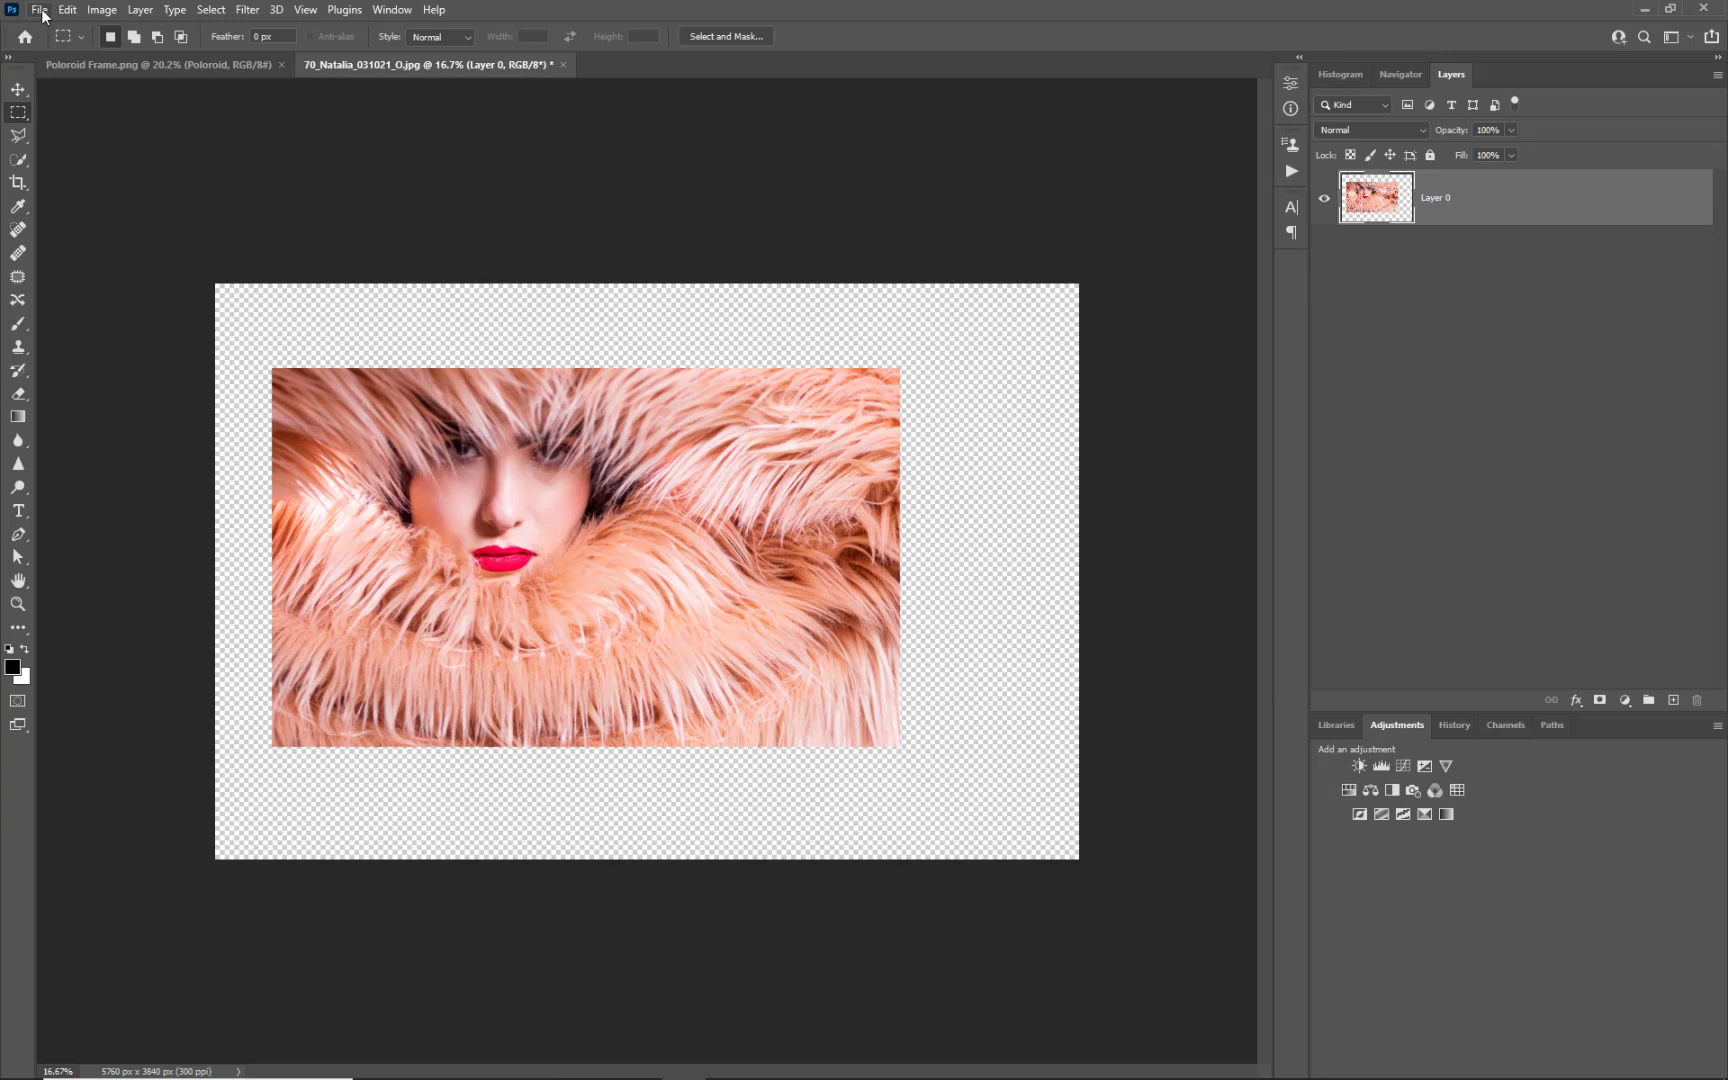 Ps File Edit Image Layer Type Select Filter 3D View Plugins Window Help
Feather: 0 px Anti-alias Style: Normal Width: Height: Select and Mask...
Poloroid Frame.png @ 20.2% (Poloroid, RGB/8#) × 70_Natalia_031021_O.jpg @ 16.7% (Layer 0, RGB/8*) * ×
Histogram Navigator Layers
Kind
Normal Opacity: 100%
Lock: Fill: 100%
Layer 0
Libraries Adjustments History Channels Paths
Add an adjustment
16.67% 5760 px x 3840 px (300 ppi)